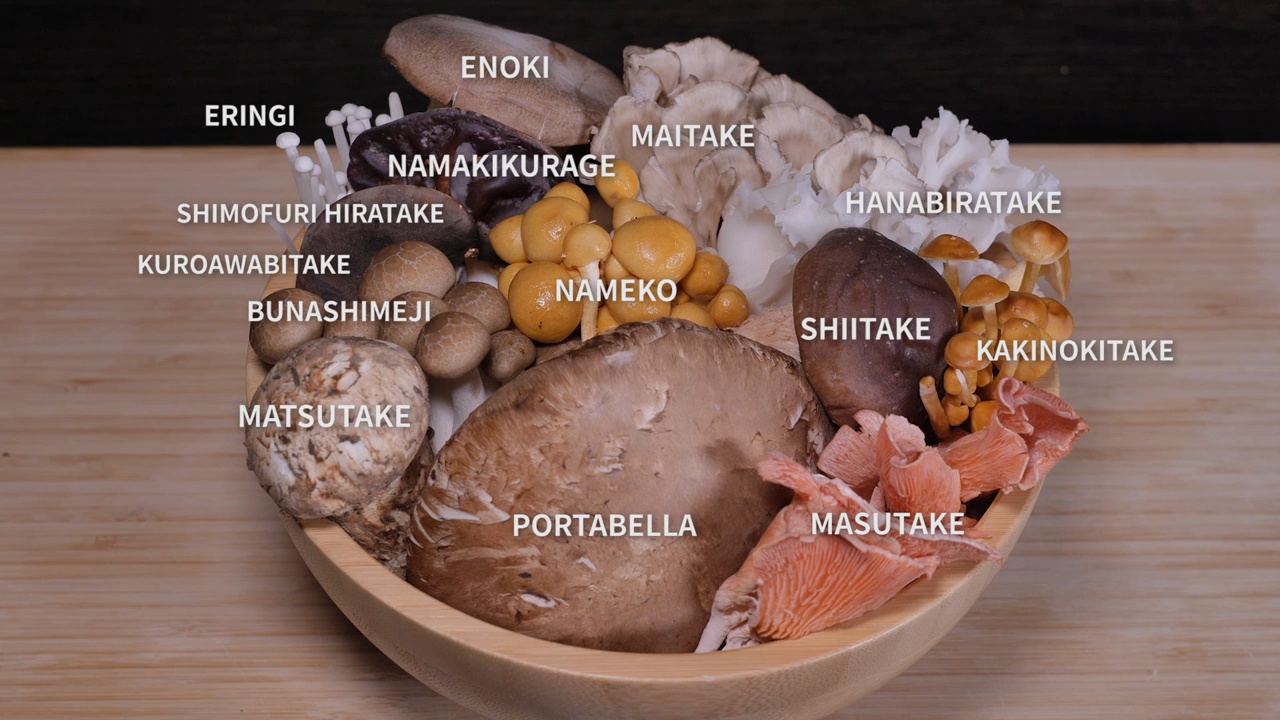 ENOKI
ERINGI
MAITAKE
NAMAKIKURAGE
HANABIRATAKE
SHIMOFURI HIRATAKE
KUROAWABITAKE
NAMEKO
BUNASHIMEJI
SHIITAKE
KAKINOKITAKE
MATSUTAKE
PORTABELLA
MASUTAKE